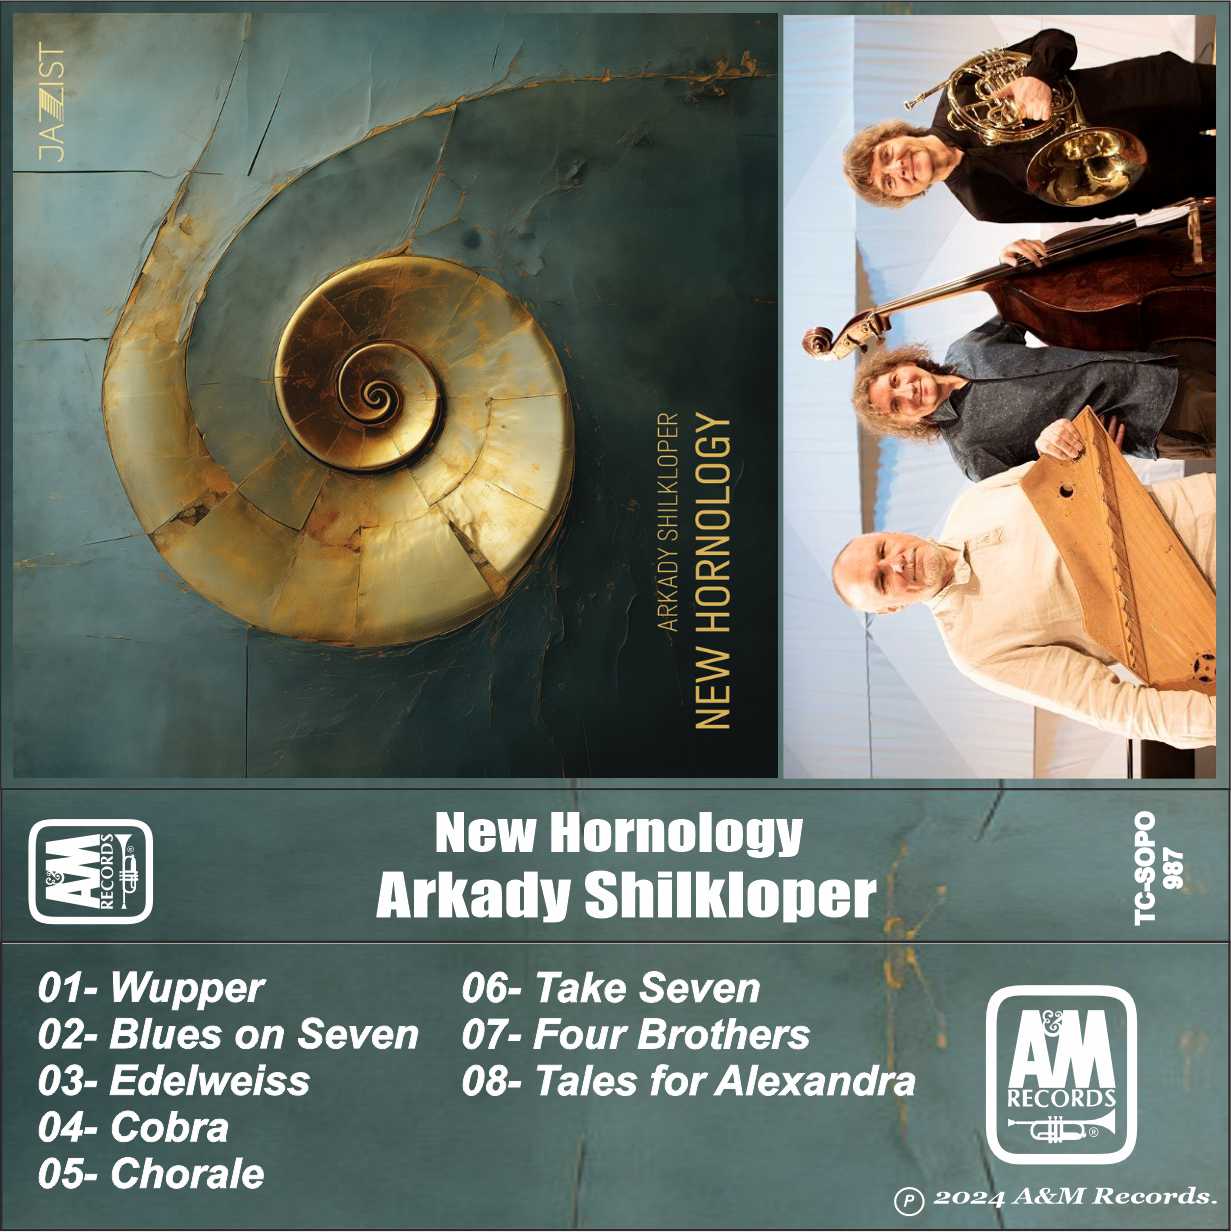 JAZZIST
ARKADY SHILKLOPER
NEW HORNOLOGY
A&M
RECORDS
®
New Hornology
Arkady Shilkloper
TC-SOPO
987
01- Wupper
02- Blues on Seven
03- Edelweiss
04- Cobra
05- Chorale
06- Take Seven
07- Four Brothers
08- Tales for Alexandra
A&M
RECORDS
®
Ⓟ 2024 A&M Records.